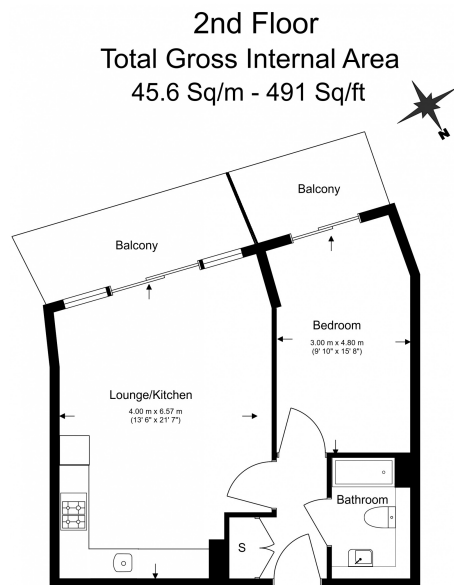 2nd Floor
Total Gross Internal Area
45.6 Sq/m - 491 Sq/ft
N
Balcony
Balcony
Bedroom
3.00 m x 4.80 m
(9' 10" x 15' 8")
Lounge/Kitchen
4.00 m x 6.57 m
(13' 6" x 21' 7")
Bathroom
S